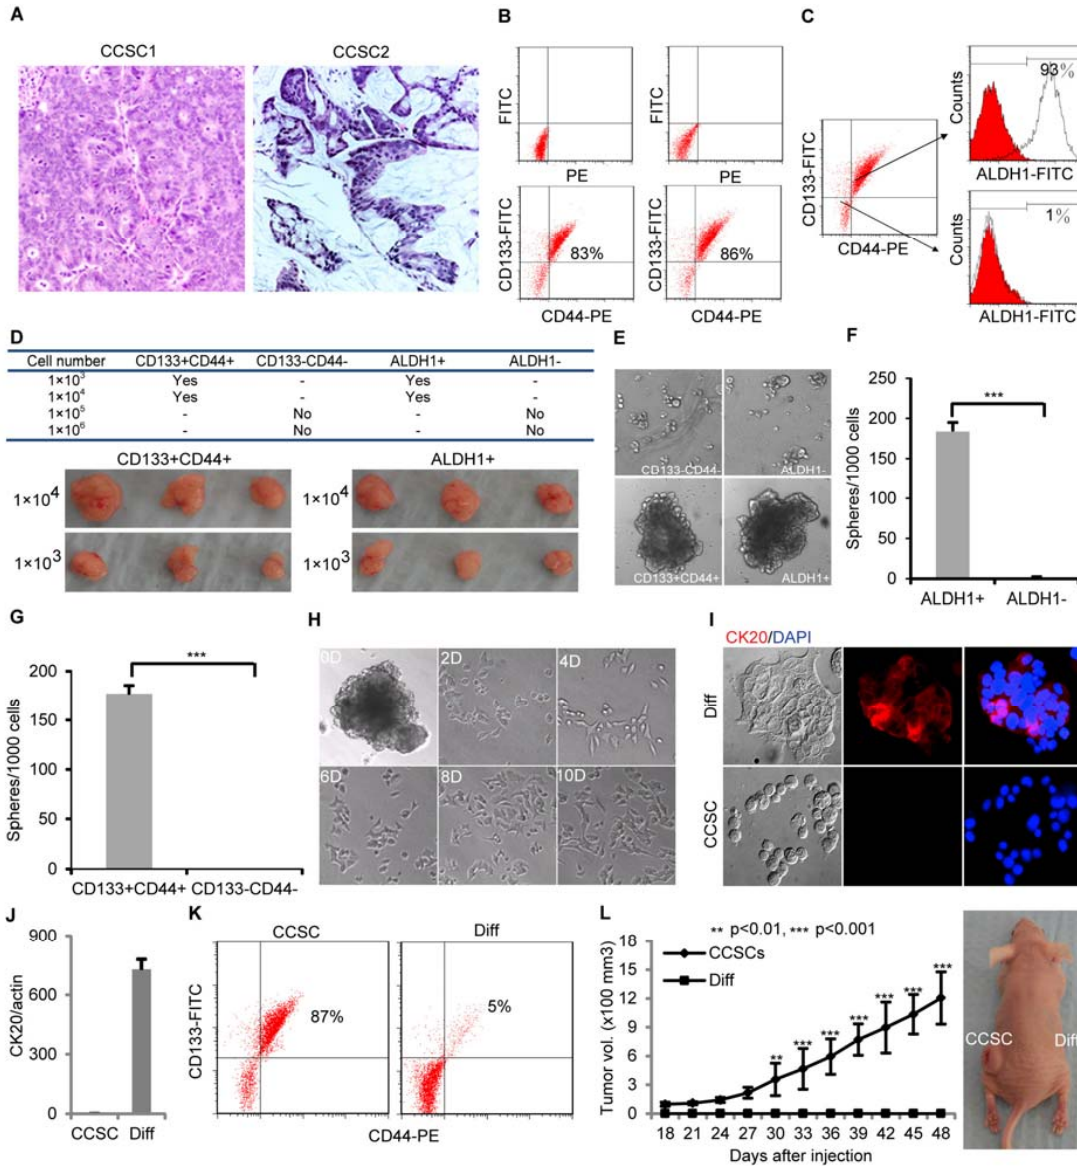 A
CCSC1
CCSC2
B
FITC
PE
FITC
PE
CD133-FITC
83%
CD44-PE
CD133-FITC
86%
CD44-PE
C
CD133-FITC
CD44-PE
Counts
93%
ALDH1-FITC
Counts
1%
ALDH1-FITC
D
Cell number CD133+CD44+ CD133-CD44- ALDH1+ ALDH1-
1×10³ Yes - Yes -
1×10⁴ Yes - Yes -
1×10⁵ - No - No
1×10⁶ - No - No
CD133+CD44+
ALDH1+
1×10⁴
1×10⁴
1×10³
1×10³
E
CD133-CD44-
ALDH1-
CD133+CD44+
ALDH1+
F
Spheres/1000 cells
250
200
150
100
50
0
***
ALDH1+ ALDH1-
G
Spheres/1000 cells
200
150
100
50
0
***
CD133+CD44+ CD133-CD44-
H
0D
2D
4D
6D
8D
10D
I
CK20/DAPI
Diff
CCSC
J
CK20/actin
900
600
300
0
CCSC Diff
K
CCSC
Diff
CD133-FITC
87%
5%
CD44-PE
L
** p<0.01, *** p<0.001
CCSCs
Diff
Tumor vol. (x100 mm3)
18
15
12
9
6
3
0
** *** *** *** *** *** ***
18 21 24 27 30 33 36 39 42 45 48
Days after injection
CCSC
Diff